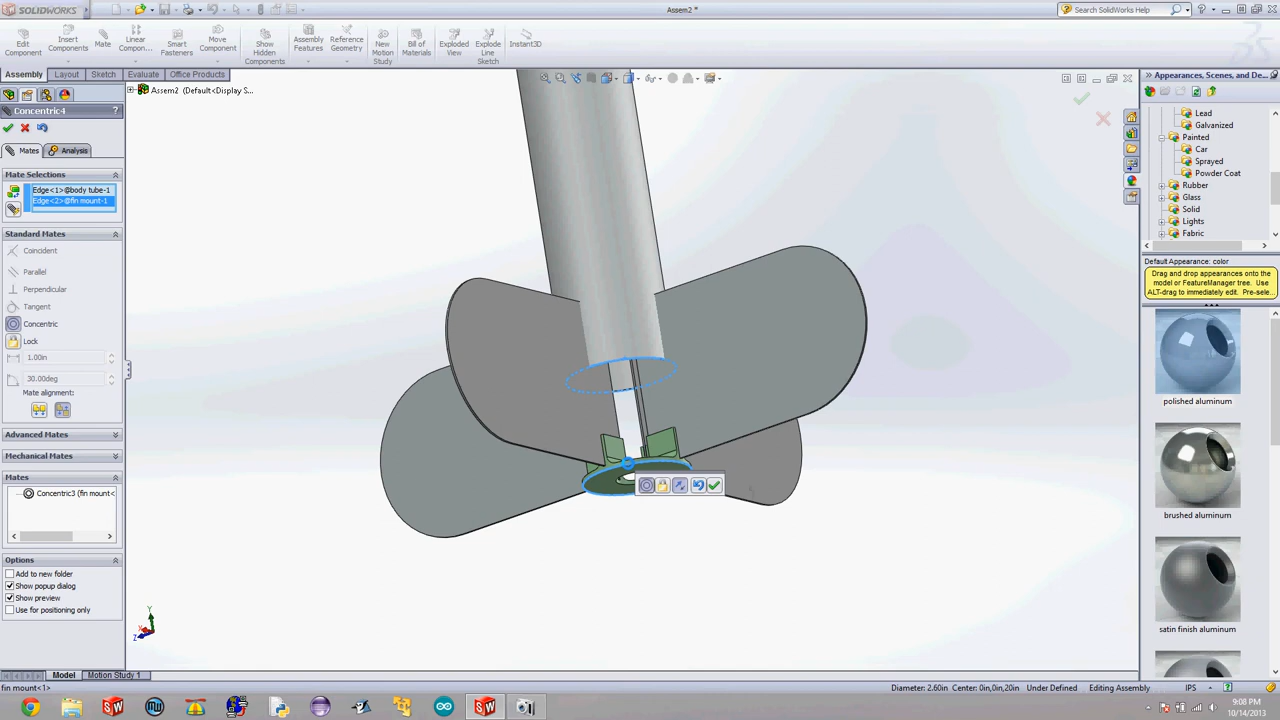 SOLIDWORKS
Assem2 *
Search SolidWorks Help
Edit Component
Insert Components
Mate
Linear Compon...
Smart Fasteners
Move Component
Show Hidden Components
Assembly Features
Reference Geometry
New Motion Study
Bill of Materials
Exploded View
Explode Line Sketch
Instant3D
Assembly
Layout
Sketch
Evaluate
Office Products
Assem2 (Default<Display S...
Concentric4
?
Mates
Analysis
Mate Selections
Edge<1>@body tube-1
Edge<2>@fin mount-1
Standard Mates
Coincident
Parallel
Perpendicular
Tangent
Concentric
Lock
1.00in
30.00deg
Mate alignment:
Advanced Mates
Mechanical Mates
Mates
Concentric3 (fin mount<
Options
Add to new folder
Show popup dialog
Show preview
Use for positioning only
Y
Z
Appearances, Scenes, and De...
Lead
Galvanized
Painted
Car
Sprayed
Powder Coat
Rubber
Glass
Solid
Lights
Fabric
Default Appearance: color
Drag and drop appearances onto the
model or FeatureManager tree. Use
ALT-drag to immediately edit. Pre-sele...
polished aluminum
brushed aluminum
satin finish aluminum
Model
Motion Study 1
fin mount<1>
Diameter: 2.60in Center: 0in,0in,20in
Under Defined
Editing Assembly
IPS
9:08 PM
10/14/2013